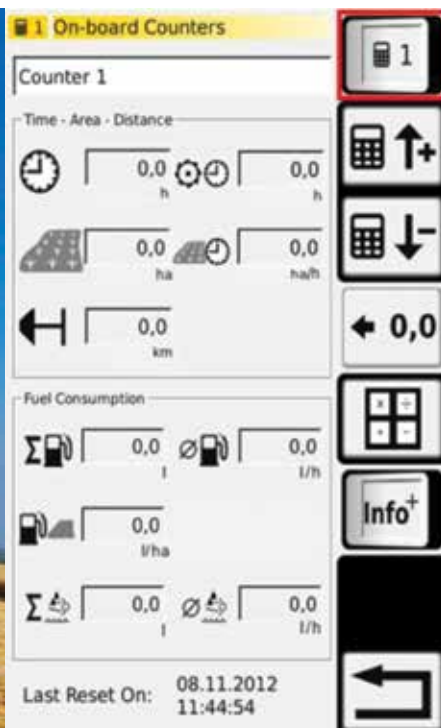 1 On-board Counters
1
Counter 1
Time - Area - Distance
0,0 0,0
h h
0,0 0,0
ha ha/h
← 0,0
0,0
km
Fuel Consumption
Σ 0,0 ∅ 0,0
l l/h
Info+
0,0
l/ha
Σ 0,0 ∅ 0,0
l l/h
Last Reset On: 08.11.2012
11:44:54